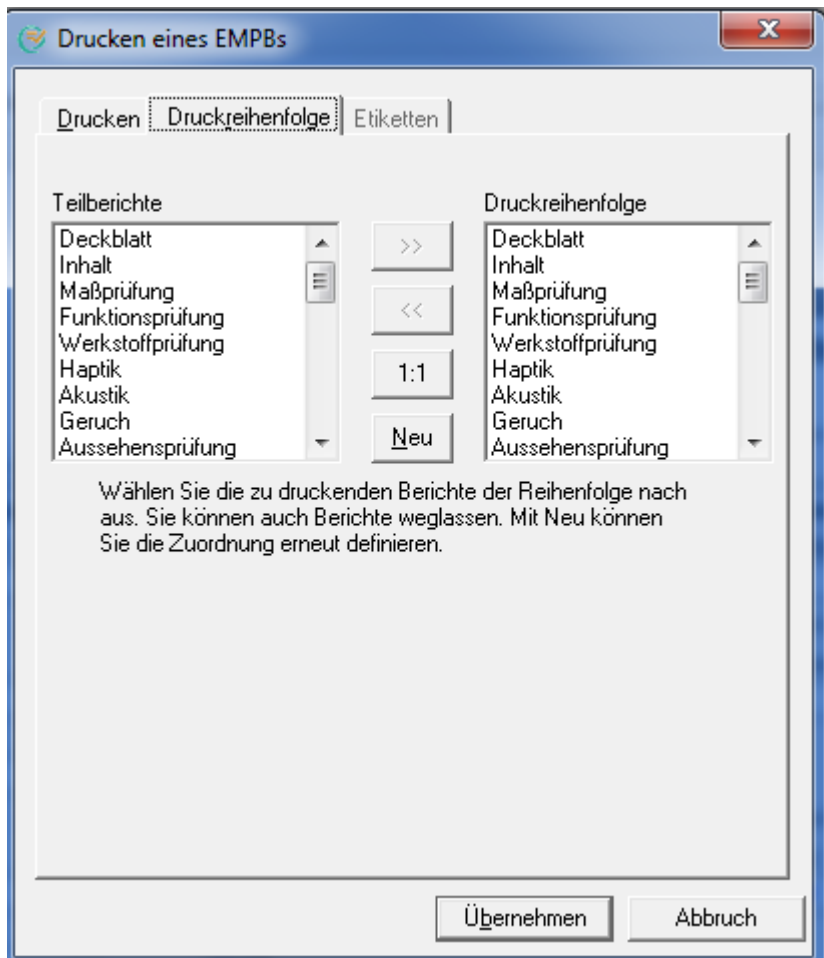 Drucken eines EMPBs
Drucken Druckreihenfolge Etiketten
Teilberichte
Deckblatt
Inhalt
Maßprüfung
Funktionsprüfung
Werkstoffprüfung
Haptik
Akustik
Geruch
Aussehensprüfung
>>
<<
1:1
Neu
Druckreihenfolge
Deckblatt
Inhalt
Maßprüfung
Funktionsprüfung
Werkstoffprüfung
Haptik
Akustik
Geruch
Aussehensprüfung
Wählen Sie die zu druckenden Berichte der Reihenfolge nach
aus. Sie können auch Berichte weglassen. Mit Neu können
Sie die Zuordnung erneut definieren.
Übernehmen Abbruch